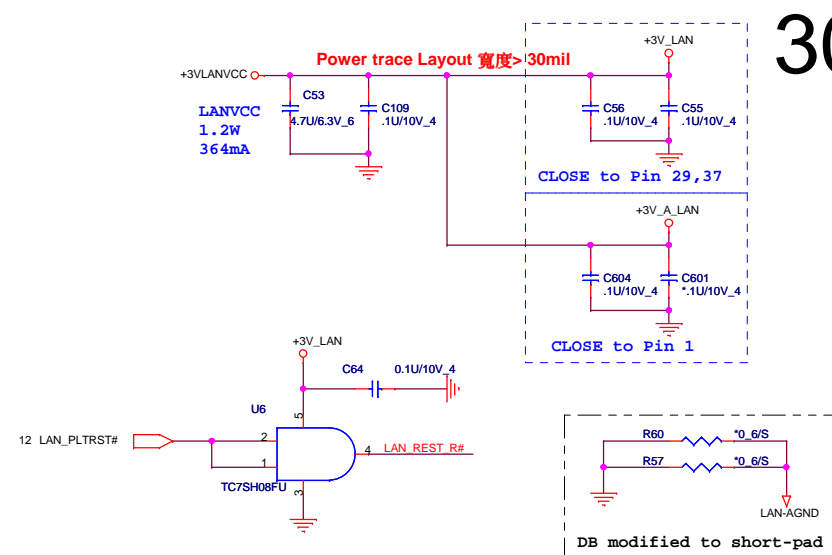 30
+3V_LAN
Power trace Layout 寬度> 30mil
+3VLANVCC
C53
4.7U/6.3V_6
C109
.1U/10V_4
C56
.1U/10V_4
C55
.1U/10V_4
LANVCC
1.2W
364mA
CLOSE to Pin 29,37
+3V_A_LAN
C604
.1U/10V_4
C601
*.1U/10V_4
CLOSE to Pin 1
+3V_LAN
C64
0.1U/10V_4
U6
5
12 LAN_PLTRST#
2
1
4
LAN_REST_R#
TC7SH08FU
3
R60
*0_6/S
R57
*0_6/S
LAN-AGND
DB modified to short-pad